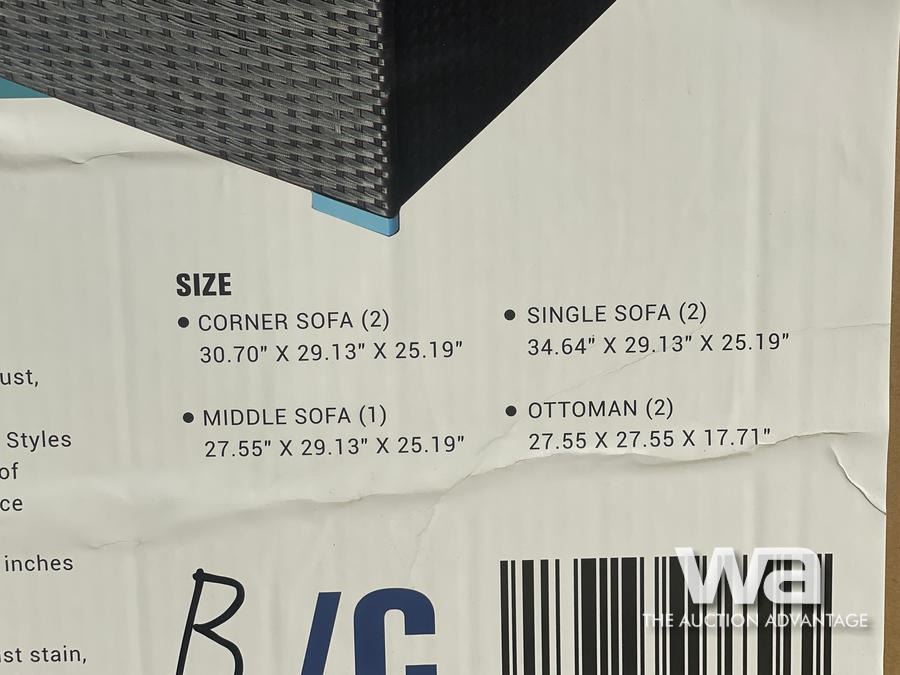 SIZE
● CORNER SOFA (2)
30.70" X 29.13" X 25.19"
● SINGLE SOFA (2)
34.64" X 29.13" X 25.19"
● MIDDLE SOFA (1)
27.55" X 29.13" X 25.19"
● OTTOMAN (2)
27.55 X 27.55 X 17.71"
ust,
Styles
of
ce
inches
st stain,
B
/C
wa
THE AUCTION ADVANTAGE